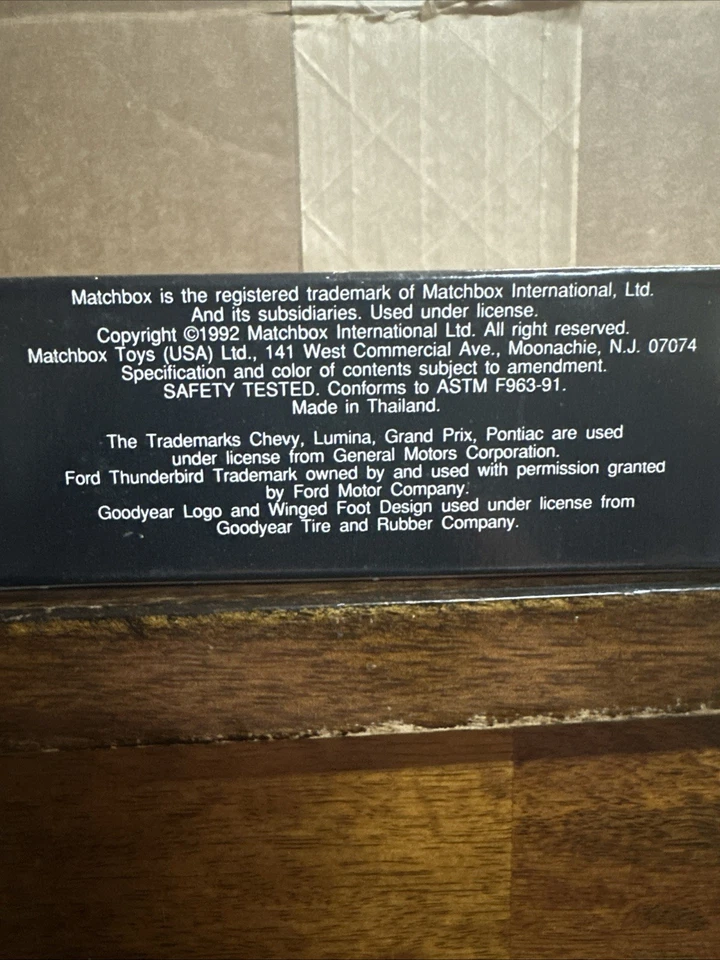 Matchbox is the registered trademark of Matchbox International, Ltd.
And its subsidiaries. Used under license.
Copyright ©1992 Matchbox International Ltd. All right reserved.
Matchbox Toys (USA) Ltd., 141 West Commercial Ave., Moonachie, N.J. 07074
Specification and color of contents subject to amendment.
SAFETY TESTED. Conforms to ASTM F963-91.
Made in Thailand.
The Trademarks Chevy, Lumina, Grand Prix, Pontiac are used
under license from General Motors Corporation.
Ford Thunderbird Trademark owned by and used with permission granted
by Ford Motor Company.
Goodyear Logo and Winged Foot Design used under license from
Goodyear Tire and Rubber Company.